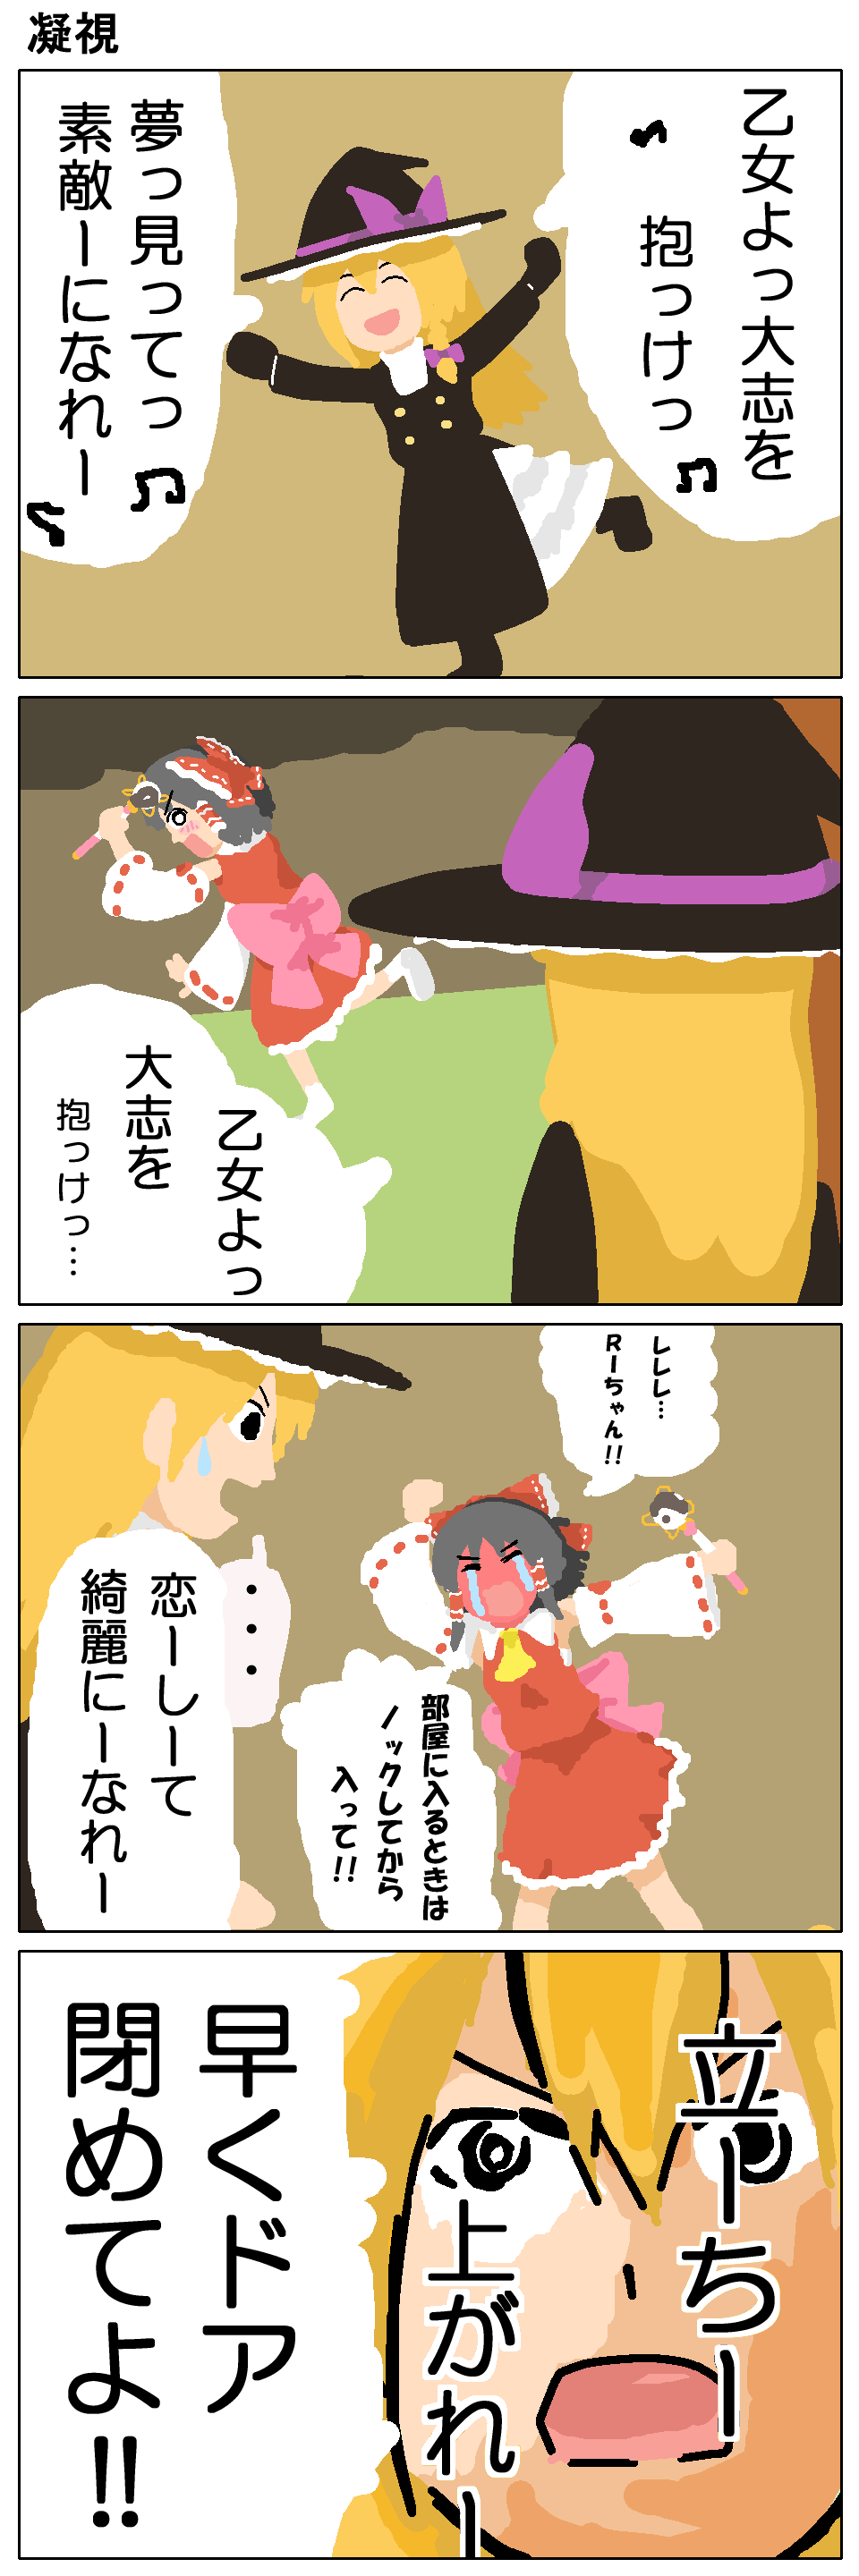 凝視
乙女よっ大志を
抱っけっ
夢っ見ってっ
素敵ーになれー
乙女よっ
大志を
抱っけっ…
レレレ…
Rーちゃん!!
部屋に入るときは
ノックしてから
入って!!
・・・
恋ーしーて
綺麗にーなれー
立ーちー
上がれー
早くドア
閉めてよ!!